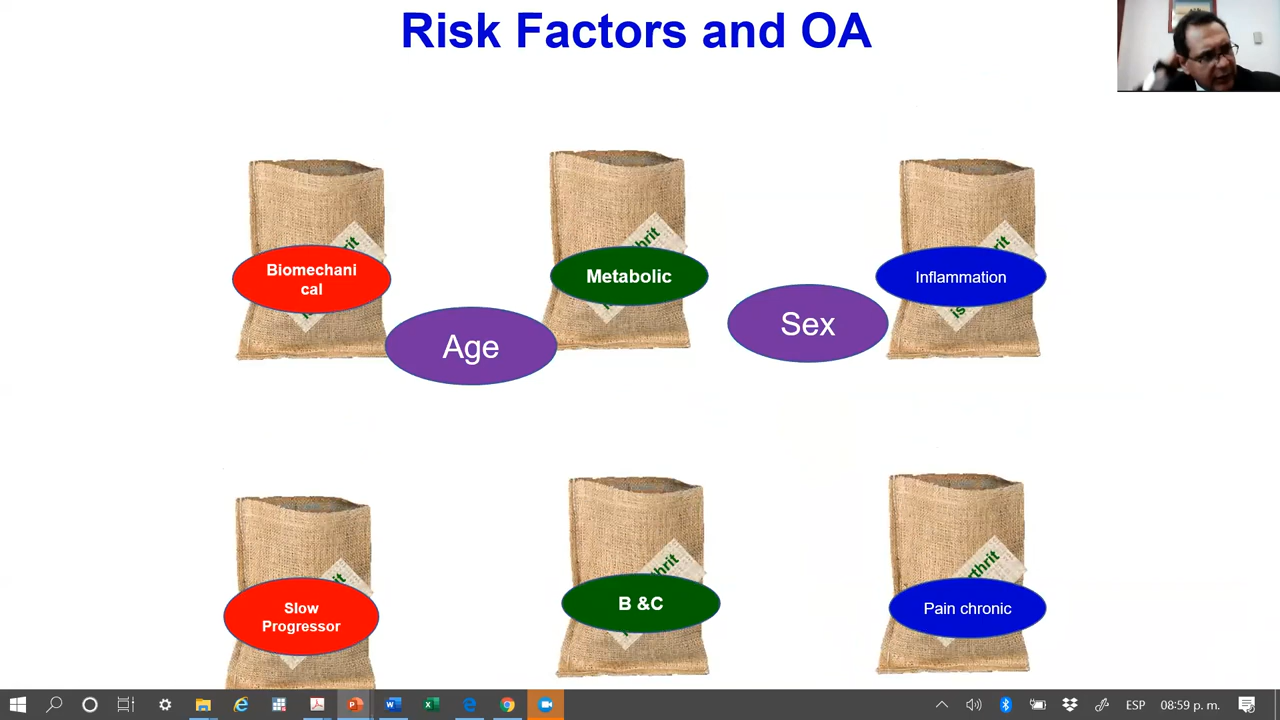 Risk Factors and OA
Biomechani
cal
Metabolic
Inflammation
Age
Sex
Slow
Progressor
B &C
Pain chronic
ESP
08:59 p. m.